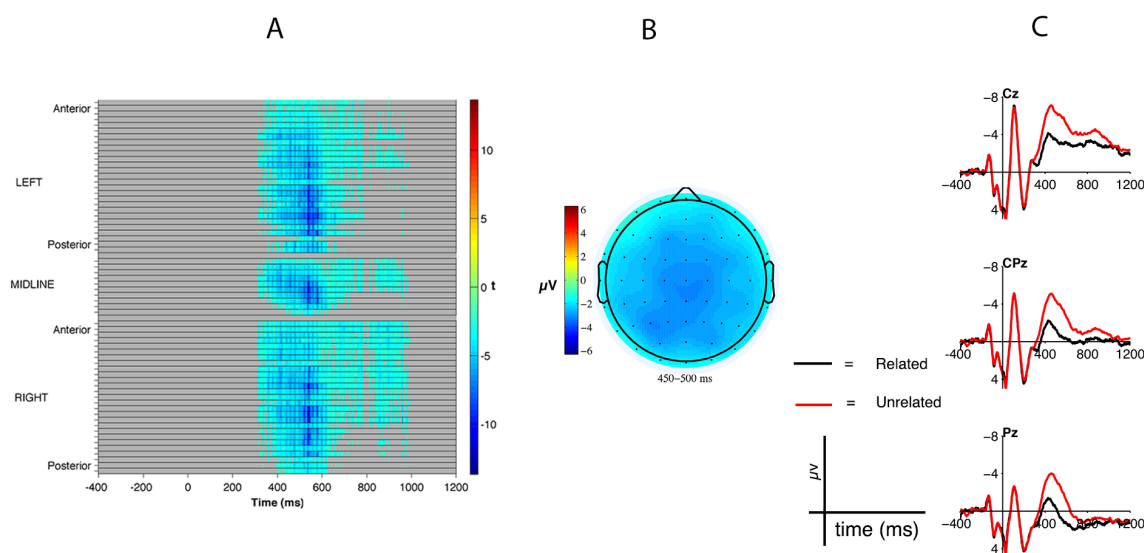 A
B
C
Anterior
LEFT
Posterior
MIDLINE
Anterior
RIGHT
Posterior
-400 -200 0 200 400 600 800 1000 1200
Time (ms)
10
5
0 t
-5
-10
6
4
2
0
−2
−4
−6
μV
450−500 ms
= Related
= Unrelated
μv
time (ms)
Cz
−8
−4
4
−400 400 800 1200
CPz
−8
−4
4
−400 400 800 1200
Pz
−8
−4
4
−400 400 800 1200